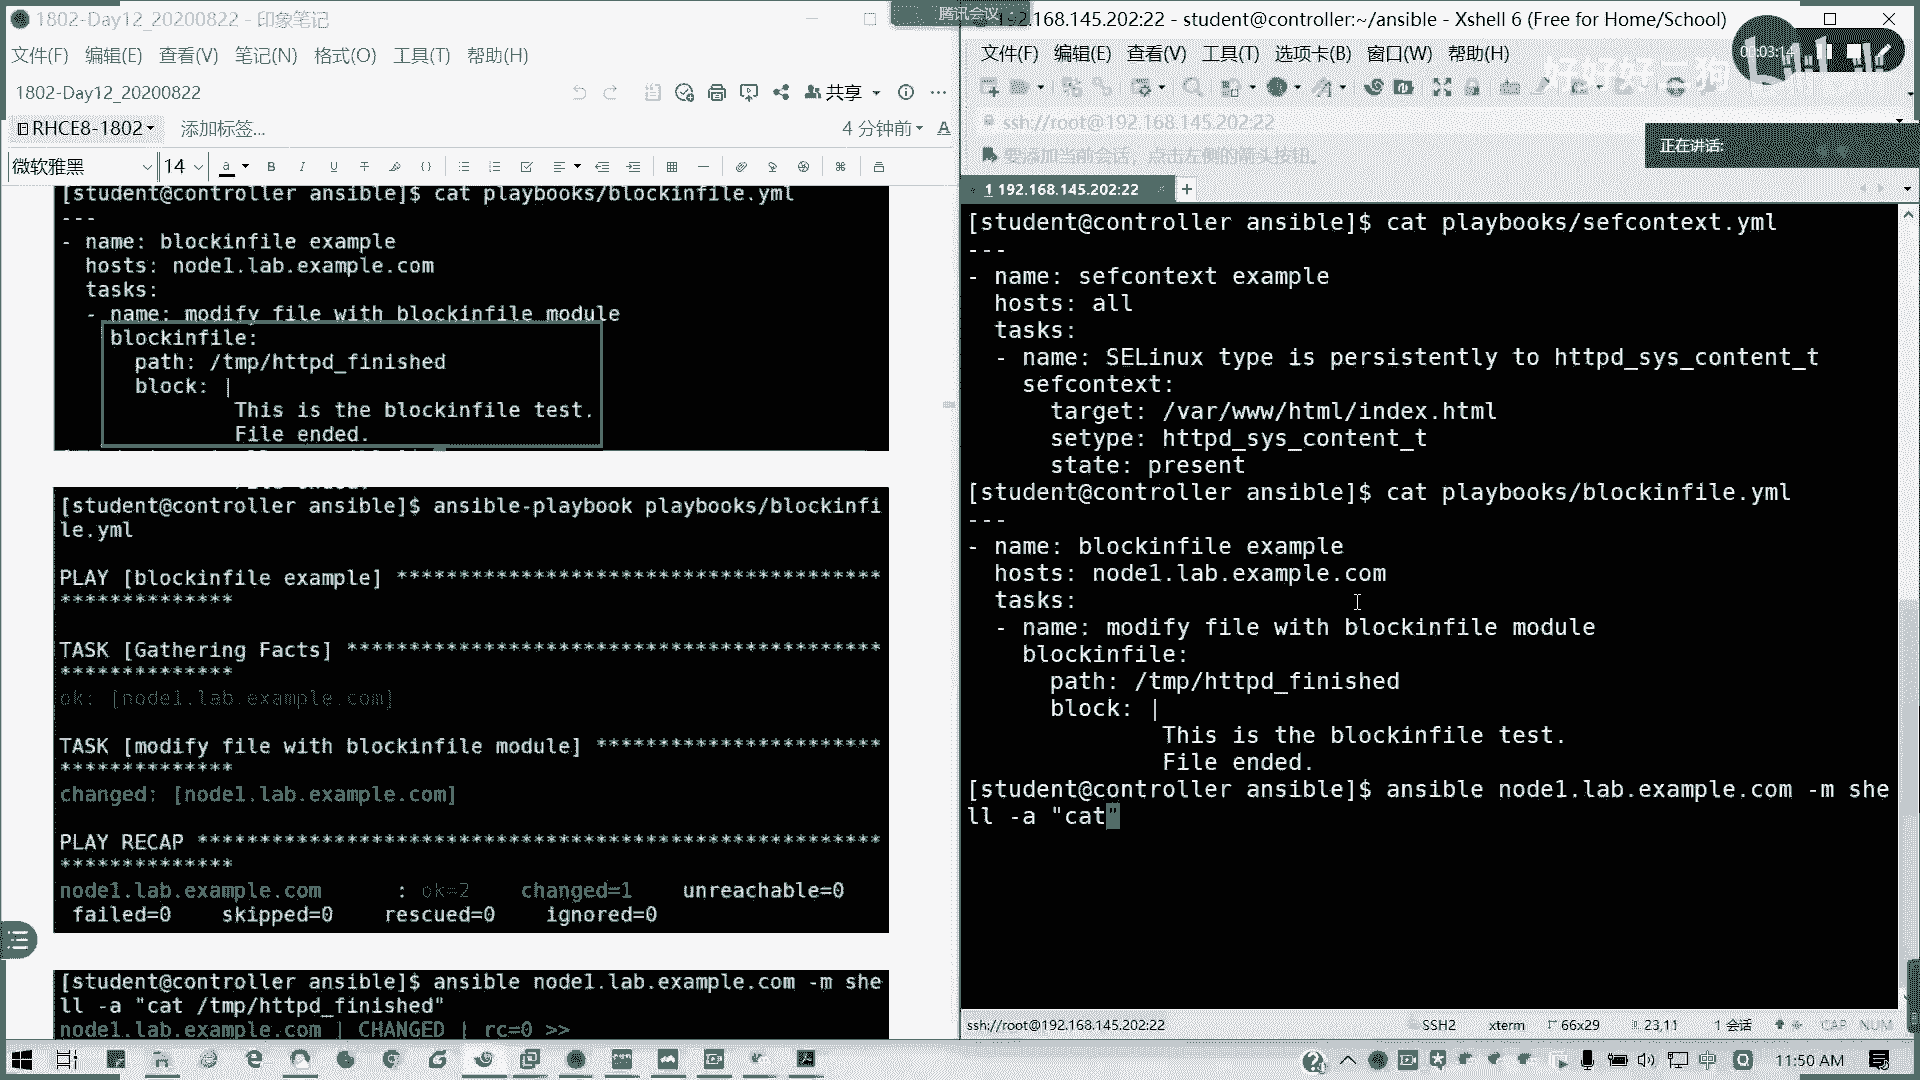 1802-Day12_20200822 - 印象笔记
文件(F) 编辑(E) 查看(V) 笔记(N) 格式(O) 工具(T) 帮助(H)
1802-Day12_20200822
共享
RHCE8-1802
添加标签...
4 分钟前
微软雅黑
14
[student@controller ansible]$ cat playbooks/blockinfile.yml
---
- name: blockinfile example
hosts: node1.lab.example.com
tasks:
- name: modify file with blockinfile module
blockinfile:
path: /tmp/httpd_finished
block: |
This is the blockinfile test.
File ended.
[student@controller ansible]$ ansible-playbook playbooks/blockinfi
le.yml
PLAY [blockinfile example] ***************************************
**************
TASK [Gathering Facts] *******************************************
**************
ok: [node1.lab.example.com]
TASK [modify file with blockinfile module] ***********************
**************
changed: [node1.lab.example.com]
PLAY RECAP *******************************************************
**************
node1.lab.example.com : ok=2 changed=1 unreachable=0
failed=0 skipped=0 rescued=0 ignored=0
[student@controller ansible]$ ansible node1.lab.example.com -m she
ll -a "cat /tmp/httpd_finished"
node1.lab.example.com | CHANGED | rc=0 >>
腾讯会议
.168.145.202:22 - student@controller:~/ansible - Xshell 6 (Free for Home/School)
文件(F) 编辑(E) 查看(V) 工具(T) 选项卡(B) 窗口(W) 帮助(H)
00:03:14
好好好二狗
ssh://root@192.168.145.202:22
要添加当前会话，点击左侧的箭头按钮。
正在讲话:
1 192.168.145.202:22
[student@controller ansible]$ cat playbooks/sefcontext.yml
---
- name: sefcontext example
hosts: all
tasks:
- name: SELinux type is persistently to httpd_sys_content_t
sefcontext:
target: /var/www/html/index.html
setype: httpd_sys_content_t
state: present
[student@controller ansible]$ cat playbooks/blockinfile.yml
---
- name: blockinfile example
hosts: node1.lab.example.com
tasks:
- name: modify file with blockinfile module
blockinfile:
path: /tmp/httpd_finished
block: |
This is the blockinfile test.
File ended.
[student@controller ansible]$ ansible node1.lab.example.com -m she
ll -a "cat"
ssh://root@192.168.145.202:22
SSH2 xterm 66x29 23,11 1 会话 CAP NUM
中
11:50 AM